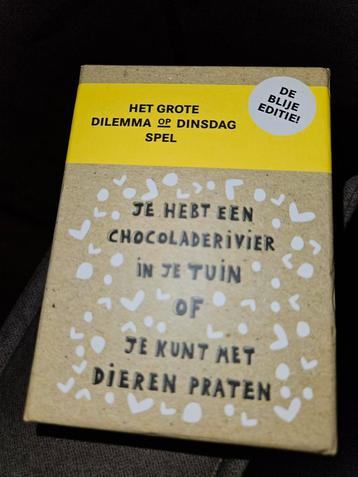 HET GROTE
DILEMMA OP DINSDAG
SPEL
DE
BLIJE
EDITIE!
JE HEBT EEN
CHOCOLADERIVIER
IN JE TUIN
OF
JE KUNT MET
DIEREN PRATEN